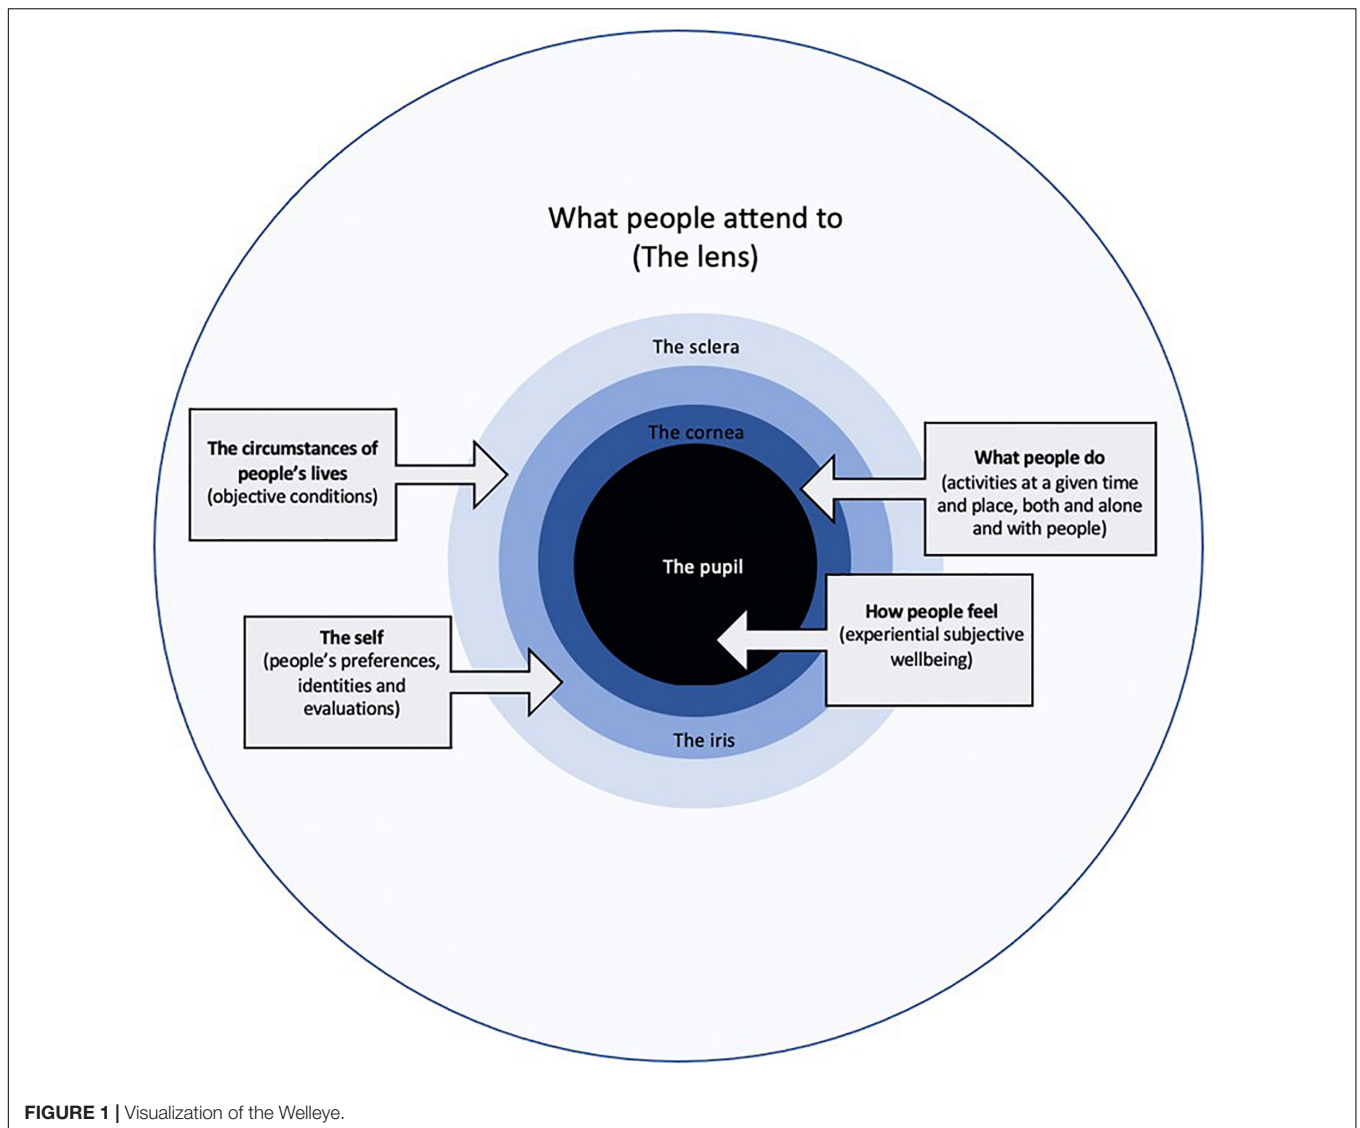 What people attend to
(The lens)
The sclera
The cornea
The circumstances of
people's lives
(objective conditions)
What people do
(activities at a given time
and place, both and alone
and with people)
The pupil
How people feel
(experiential subjective
wellbeing)
The self
(people's preferences,
identities and
evaluations)
The iris
FIGURE 1 | Visualization of the Welleye.